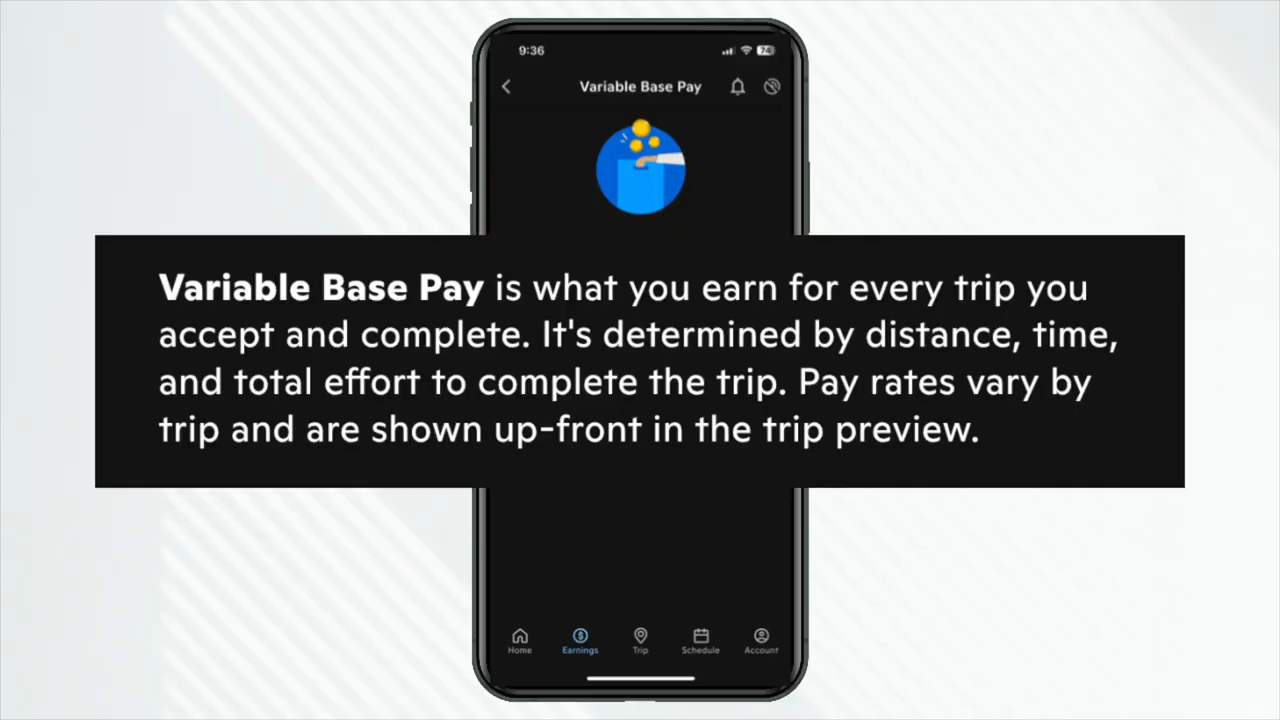 9:36
74
Variable Base Pay
Variable Base Pay is what you earn for every trip you
accept and complete. It's determined by distance, time,
and total effort to complete the trip. Pay rates vary by
trip and are shown up-front in the trip preview.
Home
Earnings
Trip
Schedule
Account